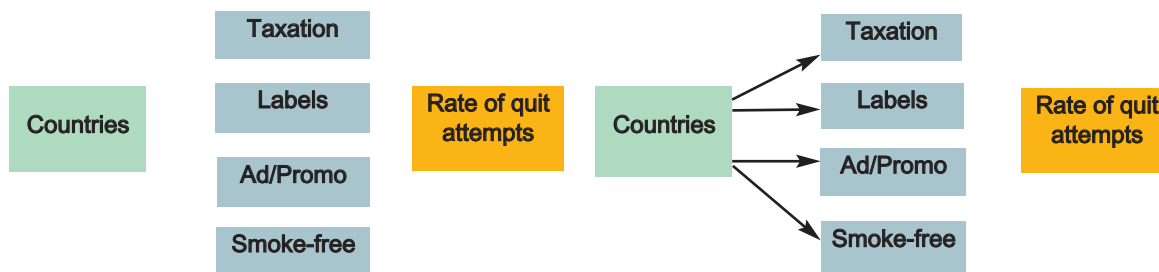 Taxation
Labels
Countries
Rate of quit
attempts
Ad/Promo
Smoke-free
Taxation
Labels
Countries
Rate of quit
attempts
Ad/Promo
Smoke-free